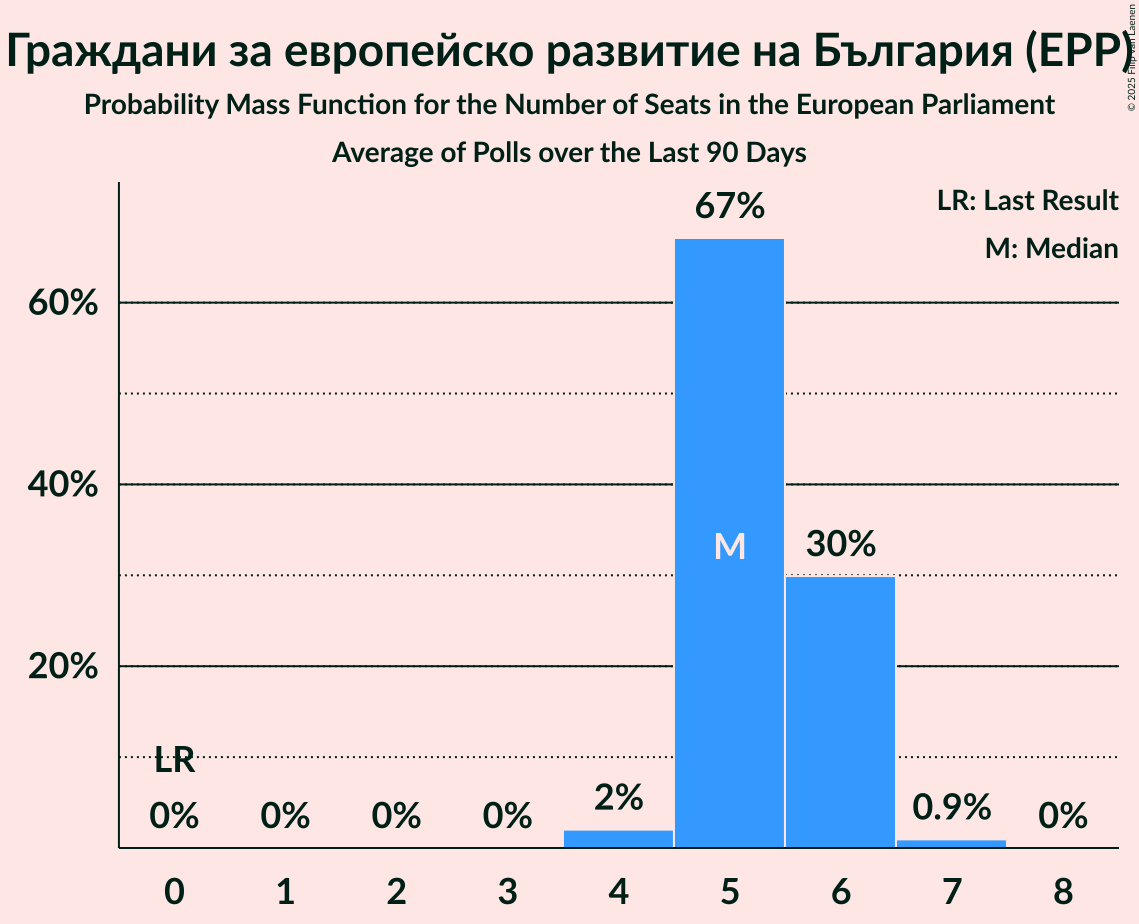 Граждани за европейско развитие на България (EPP)
© 2025 Filip van Laenen
Probability Mass Function for the Number of Seats in the European Parliament
Average of Polls over the Last 90 Days
LR: Last Result
M: Median
67%
60%
40%
30%
M
20%
LR
0% 0% 0% 0% 2% 0.9% 0%
0 1 2 3 4 5 6 7 8